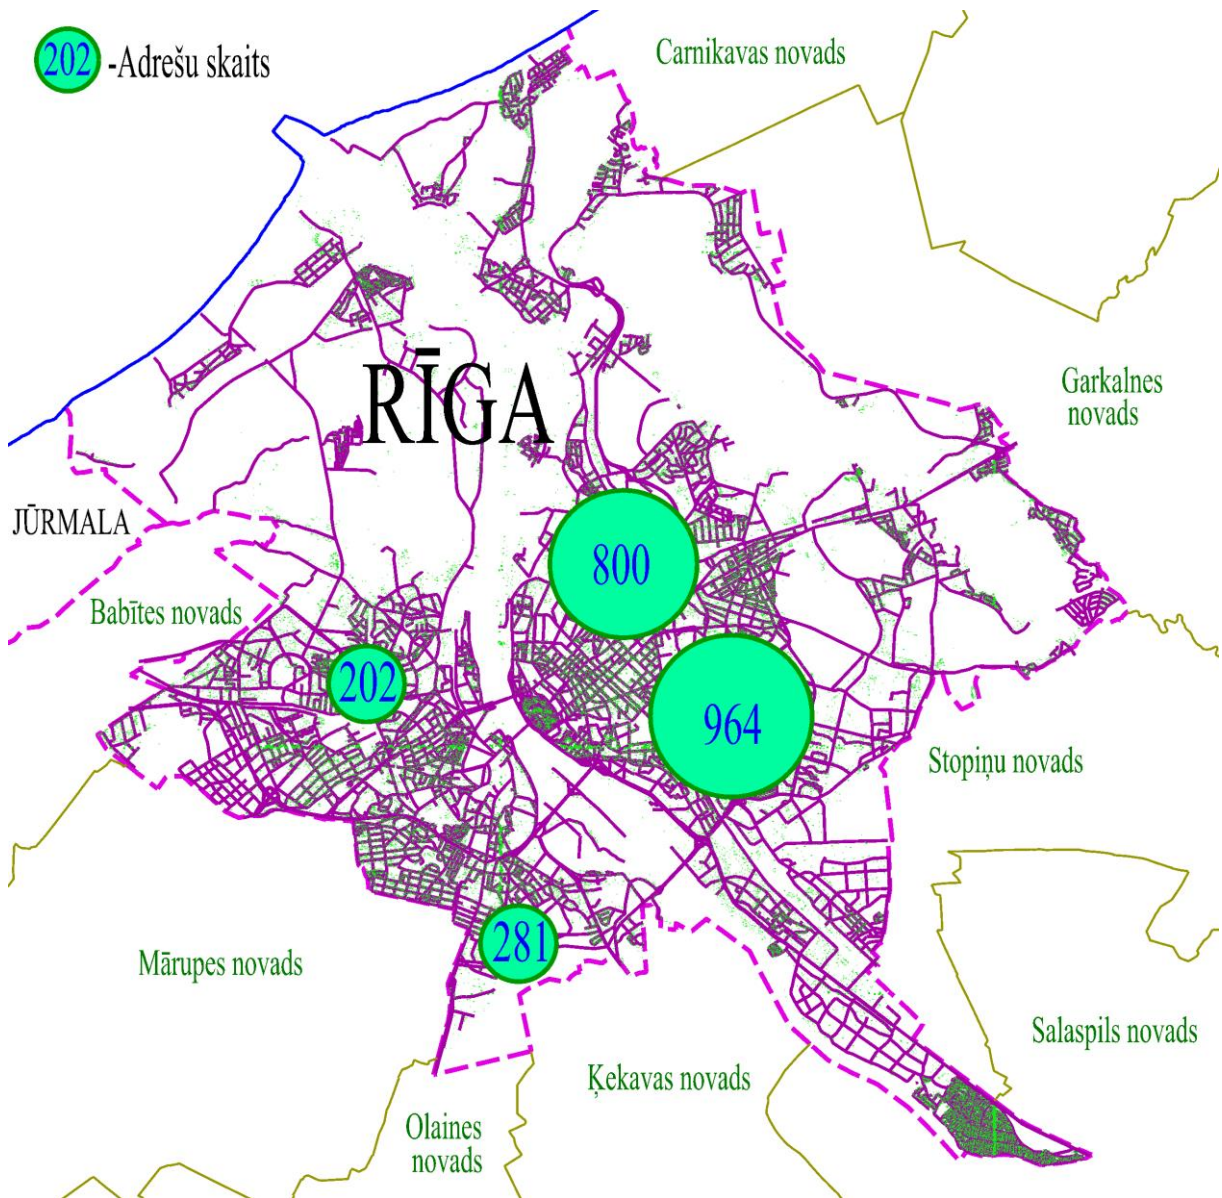 202 -Adrešu skaits
Carnikavas novads
RĪGA
Garkalnes
novads
JŪRMALA
800
Babītes novads
202
964
Stopiņu novads
281
Mārupes novads
Salaspils novads
Ķekavas novads
Olaines
novads